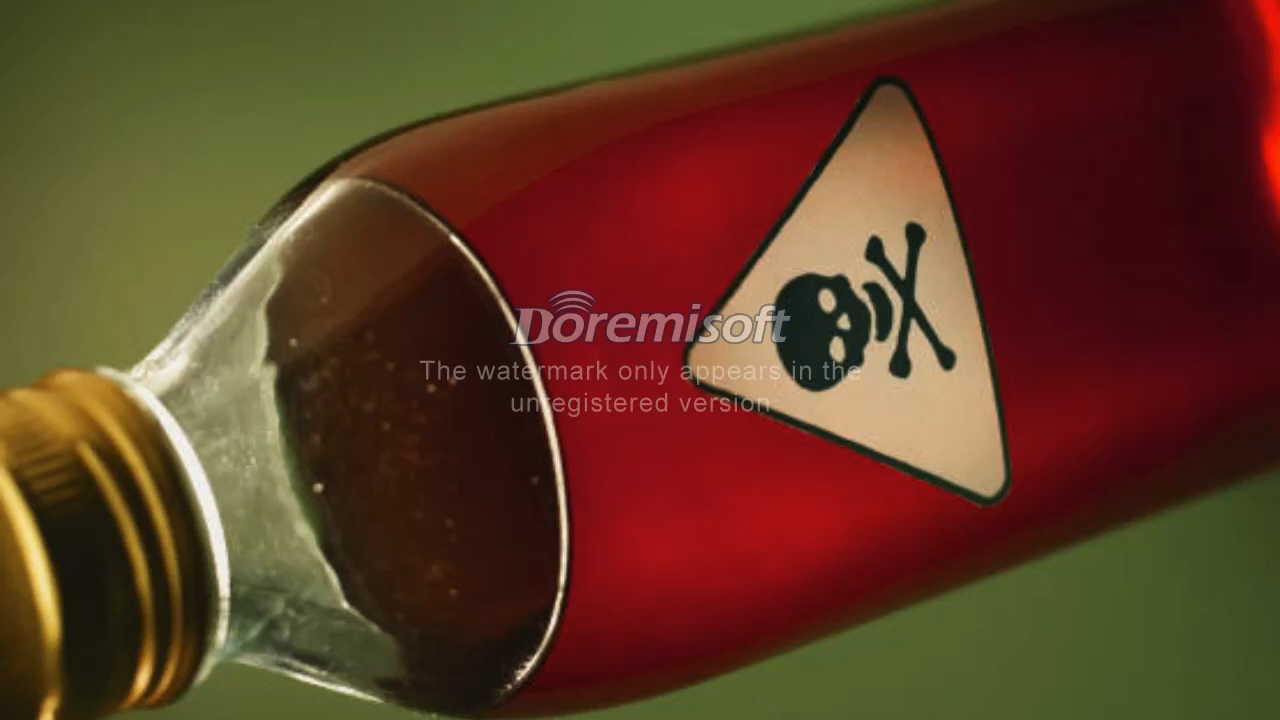 Doremisoft
The watermark only appears in the
unregistered version